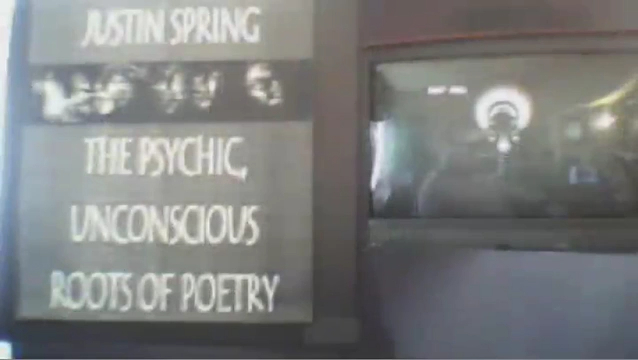 JUSTIN SPRING
THE PSYCHIC,
UNCONSCIOUS
ROOTS OF POETRY